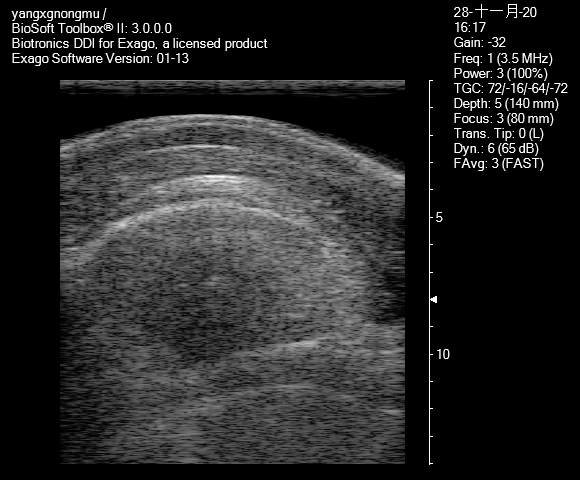 yangxgnongmu /
BioSoft Toolbox® II: 3.0.0.0
Biotronics DDI for Exago, a licensed product
Exago Software Version: 01-13
28-十一月-20
16:17
Gain: -32
Freq: 1 (3.5 MHz)
Power: 3 (100%)
TGC: 72/-16/-64/-72
Depth: 5 (140 mm)
Focus: 3 (80 mm)
Trans. Tip: 0 (L)
Dyn.: 6 (65 dB)
FAvg: 3 (FAST)
5
10